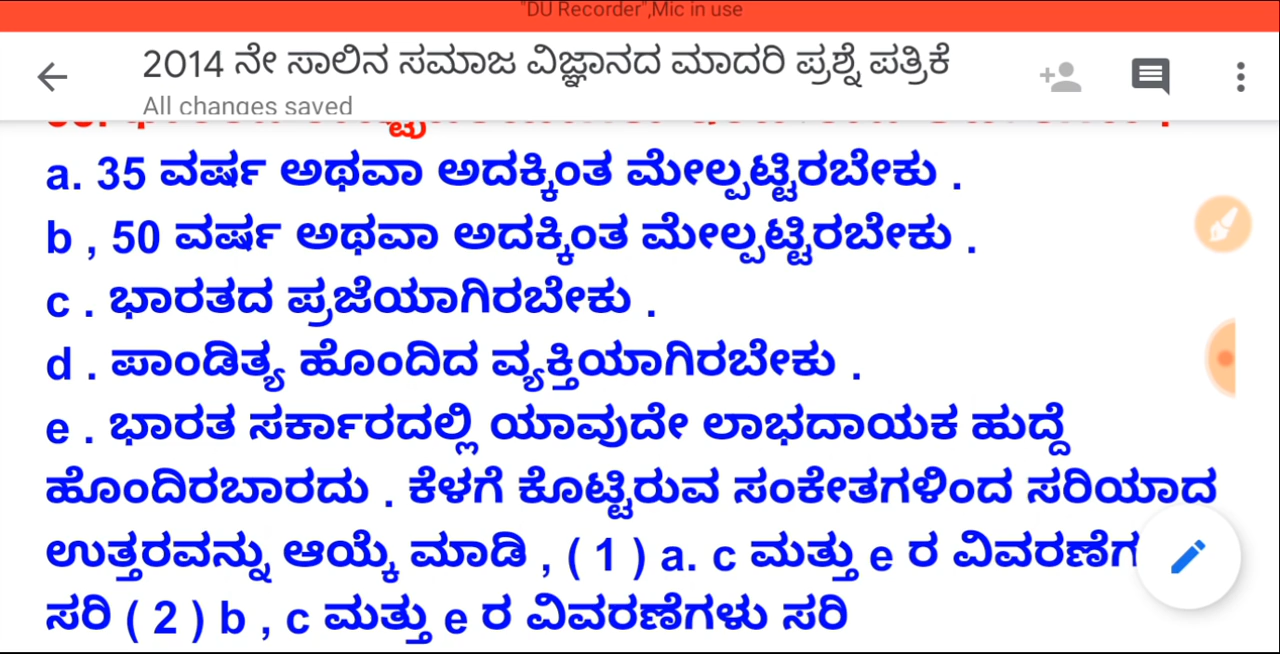 "DU Recorder",Mic in use
2014 ನೇ ಸಾಲಿನ ಸಮಾಜ ವಿಜ್ಞಾನದ ಮಾದರಿ ಪ್ರಶ್ನೆ ಪತ್ರಿಕೆ
All changes saved
a. 35 ವರ್ಷ ಅಥವಾ ಅದಕ್ಕಿಂತ ಮೇಲ್ಪಟ್ಟಿರಬೇಕು .
b , 50 ವರ್ಷ ಅಥವಾ ಅದಕ್ಕಿಂತ ಮೇಲ್ಪಟ್ಟಿರಬೇಕು .
c . ಭಾರತದ ಪ್ರಜೆಯಾಗಿರಬೇಕು .
d . ಪಾಂಡಿತ್ಯ ಹೊಂದಿದ ವ್ಯಕ್ತಿಯಾಗಿರಬೇಕು .
e . ಭಾರತ ಸರ್ಕಾರದಲ್ಲಿ ಯಾವುದೇ ಲಾಭದಾಯಕ ಹುದ್ದೆ
ಹೊಂದಿರಬಾರದು . ಕೆಳಗೆ ಕೊಟ್ಟಿರುವ ಸಂಕೇತಗಳಿಂದ ಸರಿಯಾದ
ಉತ್ತರವನ್ನು ಆಯ್ಕೆ ಮಾಡಿ , ( 1 ) a. c ಮತ್ತು e ರ
ಸರಿ ( 2 ) b , c ಮತ್ತು e ರ ವಿವರಣೆಗಳು ಸರಿ